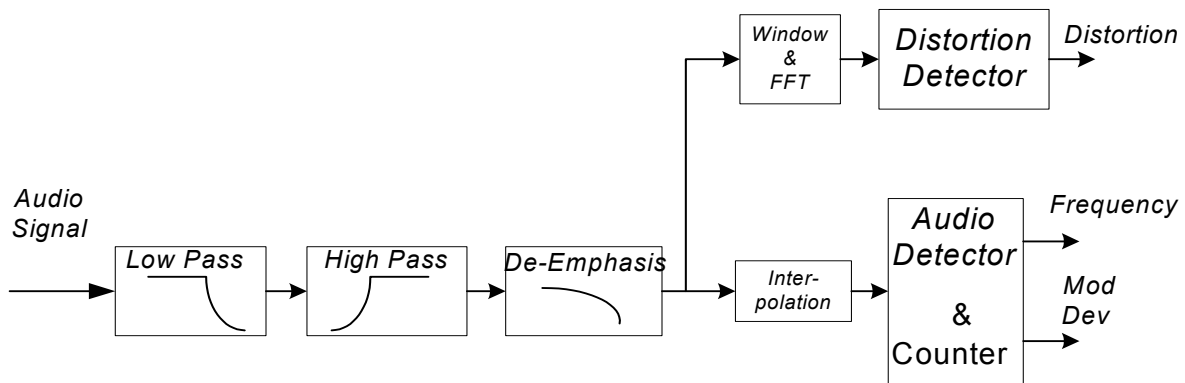 Window
&
FFT
Distortion
Detector
Distortion
Audio
Signal
Low Pass
High Pass
De-Emphasis
Inter-
polation
Audio
Detector
&
Counter
Frequency
Mod
Dev